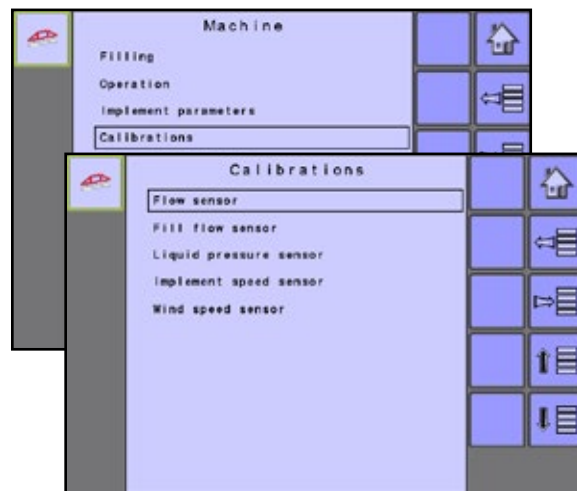 Machine
Filling
Operation
Implement parameters
Calibrations
Calibrations
Flow sensor
Fill flow sensor
Liquid pressure sensor
Implement speed sensor
Wind speed sensor